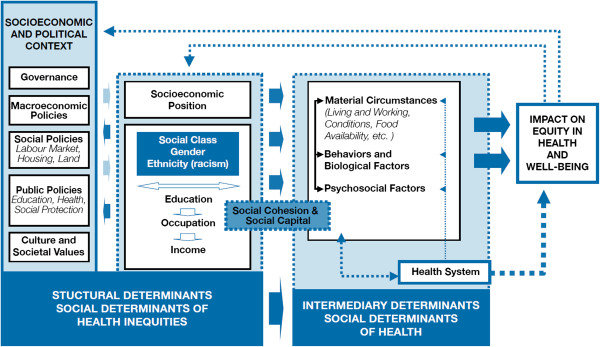 SOCIOECONOMIC
AND POLITICAL
CONTEXT
Governance
Macroeconomic
Policies
Social Policies
Labour Market,
Housing, Land
Public Policies
Education, Health,
Social Protection
Culture and
Societal Values
Socioeconomic
Position
Social Class
Gender
Ethnicity (racism)
Education
Occupation
Income
Social Cohesion &
Social Capital
Material Circumstances
(Living and Working,
Conditions, Food
Availability, etc. )
Behaviors and
Biological Factors
Psychosocial Factors
Health System
IMPACT ON
EQUITY IN
HEALTH
AND
WELL-BEING
STUCTURAL DETERMINANTS
SOCIAL DETERMINANTS OF
HEALTH INEQUITIES
INTERMEDIARY DETERMINANTS
SOCIAL DETERMINANTS
OF HEALTH